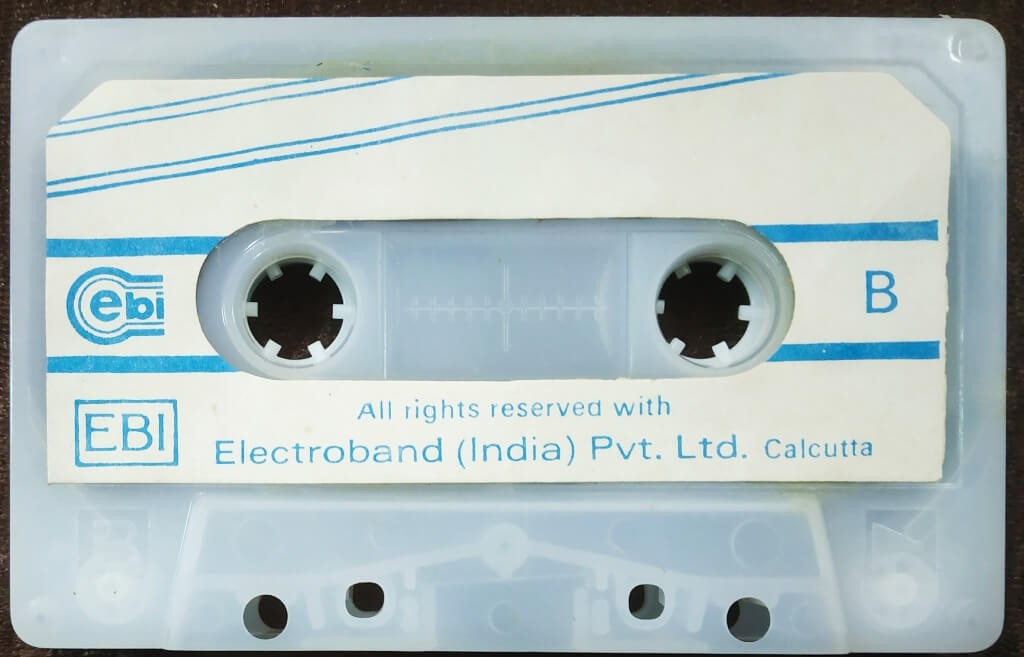 ebi
B
EBI
All rights reserved with
Electroband (India) Pvt. Ltd. Calcutta